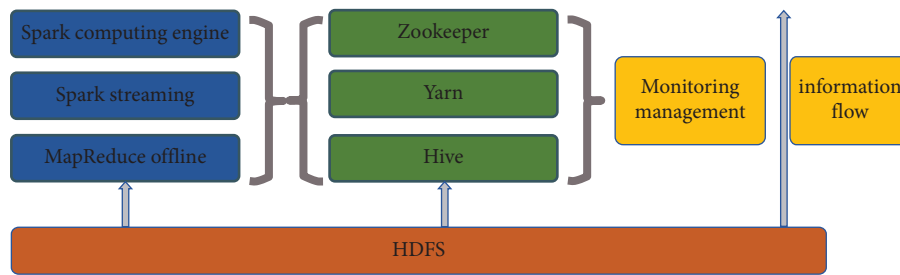 Spark computing engine
Spark streaming
MapReduce offline
Zookeeper
Yarn
Hive
Monitoring
management
information
flow
HDFS